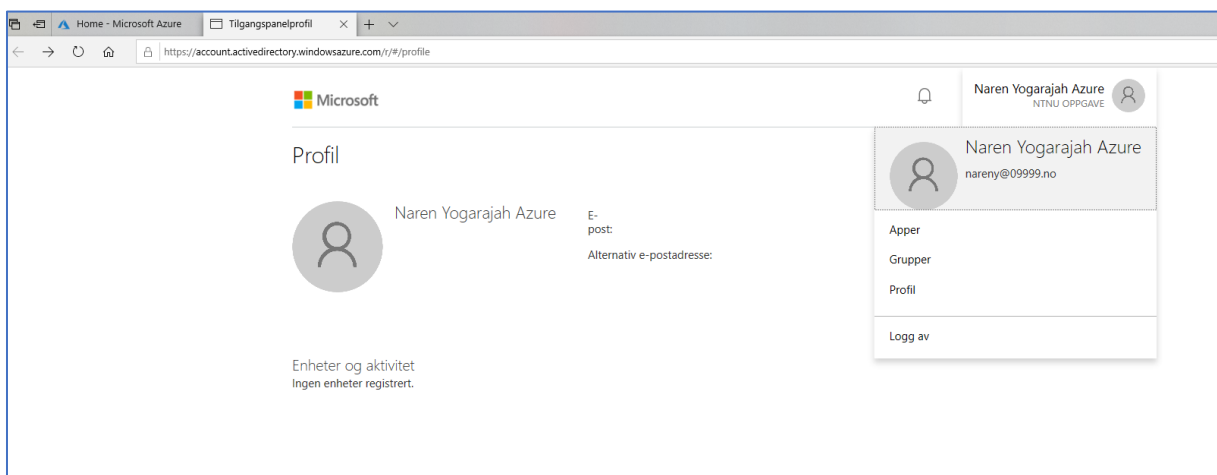 Home - Microsoft Azure
Tilgangspanelprofil
https://account.activedirectory.windowsazure.com/r/#/profile
Microsoft
Naren Yogarajah Azure
NTNU OPPGAVE
Profil
Naren Yogarajah Azure
nareny@09999.no
Naren Yogarajah Azure
E-
post:
Alternativ e-postadresse:
Apper
Grupper
Profil
Logg av
Enheter og aktivitet
Ingen enheter registrert.